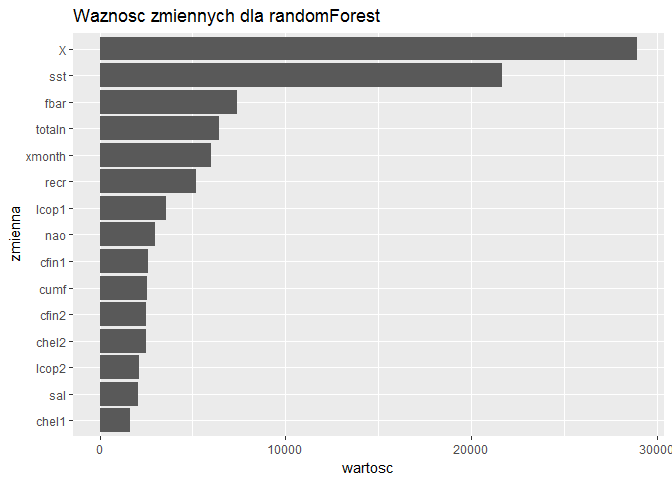 Waznosc zmiennych dla randomForest
X
sst
fbar
totaln
xmonth
recr
lcop1
nao
cfin1
cumf
cfin2
chel2
lcop2
sal
chel1
zmienna
0 10000 20000 30000
wartosc